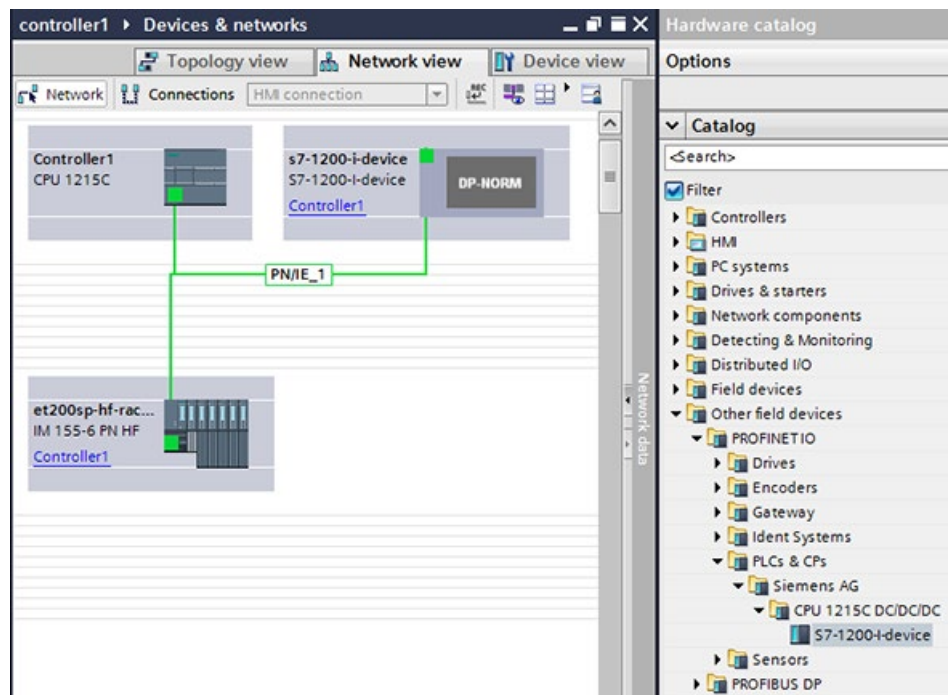 controller1 ▸ Devices & networks
Topology view
Network view
Device view
Network
Connections
HMI connection
Controller1
CPU 1215C
s7-1200-i-device
S7-1200-I-device
Controller1
DP-NORM
PN/IE_1
et200sp-hf-rac...
IM 155-6 PN HF
Controller1
Network data
Hardware catalog
Options
Catalog
<Search>
Filter
Controllers
HMI
PC systems
Drives & starters
Network components
Detecting & Monitoring
Distributed I/O
Field devices
Other field devices
PROFINET IO
Drives
Encoders
Gateway
Ident Systems
PLCs & CPs
Siemens AG
CPU 1215C DC/DC/DC
S7-1200-I-device
Sensors
PROFIBUS DP